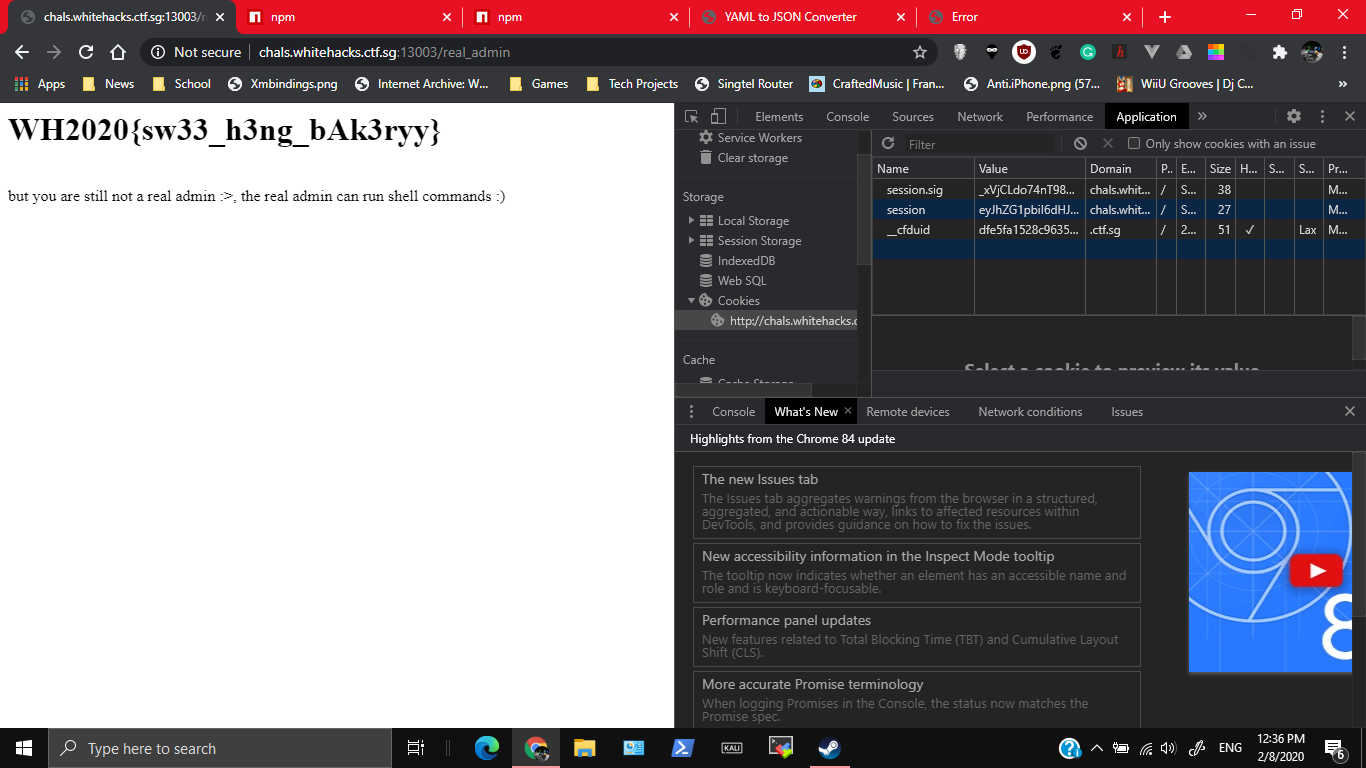 chals.whitehacks.ctf.sg:13003/r
npm
npm
YAML to JSON Converter
Error
Not secure
chals.whitehacks.ctf.sg:13003/real_admin
Apps
News
School
Xmbindings.png
Internet Archive: W...
Games
Tech Projects
Singtel Router
CraftedMusic | Fran...
Anti.iPhone.png (57...
WiiU Grooves | Dj C...
»
WH2020{sw33_h3ng_bAk3ryy}
but you are still not a real admin :>, the real admin can run shell commands :)
Elements Console Sources Network Performance Application »
Service Workers
Clear storage
Storage
Local Storage
Session Storage
IndexedDB
Web SQL
Cookies
http://chals.whitehacks.c
Cache
Cache Storage
Filter
Only show cookies with an issue
Name Value Domain P.. E... Size H... S... S... Pr...
session.sig _xVjCLdo74nT98... chals.whit... / S... 38 M...
session eyJhZG1pbiI6dHJ... chals.whit... / S... 27 M...
__cfduid dfe5fa1528c9635... .ctf.sg / 2... 51 ✓ Lax M...
Select a cookie to preview its value
Console What's New Remote devices Network conditions Issues
Highlights from the Chrome 84 update
The new Issues tab
The Issues tab aggregates warnings from the browser in a structured,
aggregated, and actionable way, links to affected resources within
DevTools, and provides guidance on how to fix the issues.
New accessibility information in the Inspect Mode tooltip
The tooltip now indicates whether an element has an accessible name and
role and is keyboard-focusable.
Performance panel updates
New features related to Total Blocking Time (TBT) and Cumulative Layout
Shift (CLS).
More accurate Promise terminology
When logging Promises in the Console, the status now matches the
Promise spec.
8
Type here to search
KALI
ENG
12:36 PM
2/8/2020
6